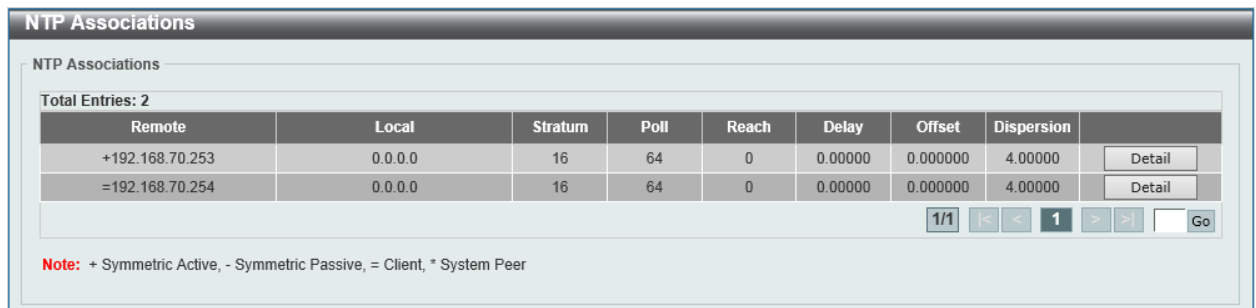 NTP Associations
NTP Associations
Total Entries: 2
Remote Local Stratum Poll Reach Delay Offset Dispersion
+192.168.70.253 0.0.0.0 16 64 0 0.00000 0.000000 4.00000 Detail
=192.168.70.254 0.0.0.0 16 64 0 0.00000 0.000000 4.00000 Detail
1/1 |< < 1 > >| Go
Note: + Symmetric Active, - Symmetric Passive, = Client, * System Peer